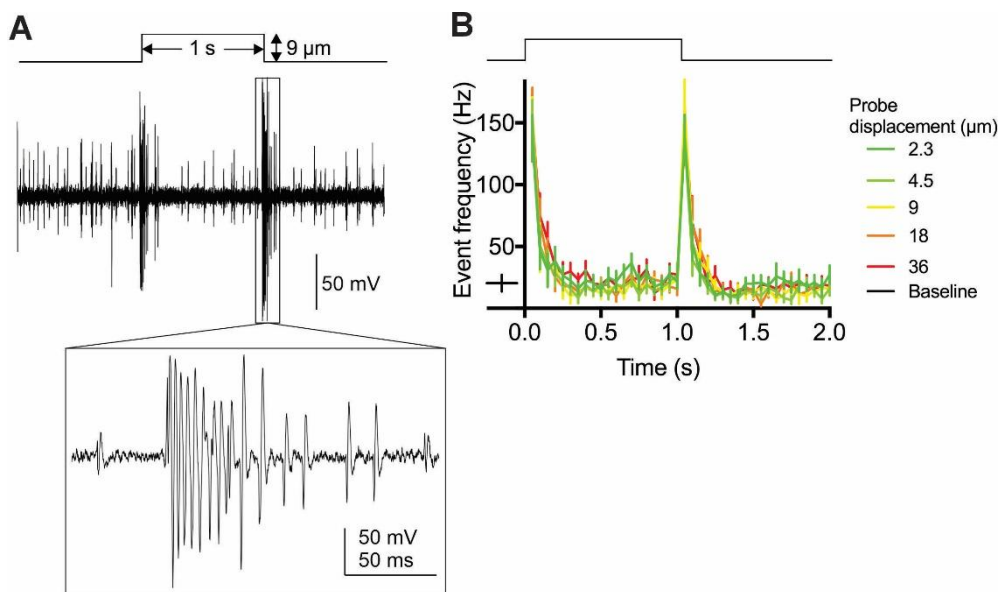 A
1 s
9 µm
50 mV
50 mV
50 ms
B
Event frequency (Hz)
150
100
50
0.0 0.5 1.0 1.5 2.0
Time (s)
Probe
displacement (µm)
2.3
4.5
9
18
36
Baseline